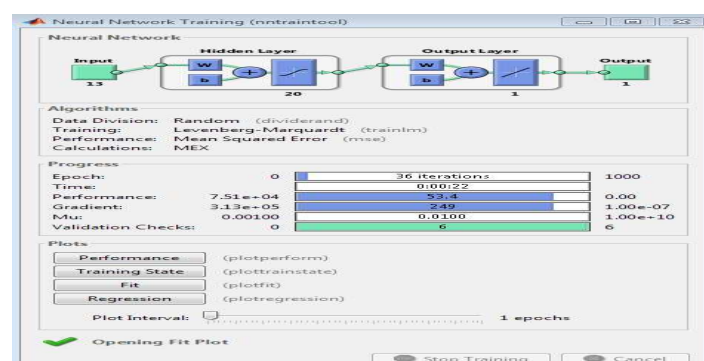 Neural Network Training (nntraintool)
Neural Network
Hidden Layer Output Layer
Input W b + W b + Output
13 20 1 1
Algorithms
Data Division: Random (dividerand)
Training: Levenberg-Marquardt (trainlm)
Performance: Mean Squared Error (mse)
Calculations: MEX
Progress
Epoch: 0 36 iterations 1000
Time: 0:00:22
Performance: 7.51e+04 53.4 0.00
Gradient: 3.13e+05 249 1.00e-07
Mu: 0.00100 0.0100 1.00e+10
Validation Checks: 0 6 6
Plots
Performance (plotperform)
Training State (plottrainstate)
Fit (plotfit)
Regression (plotregression)
Plot Interval: 1 epochs
Opening Fit Plot
Stop Training Cancel